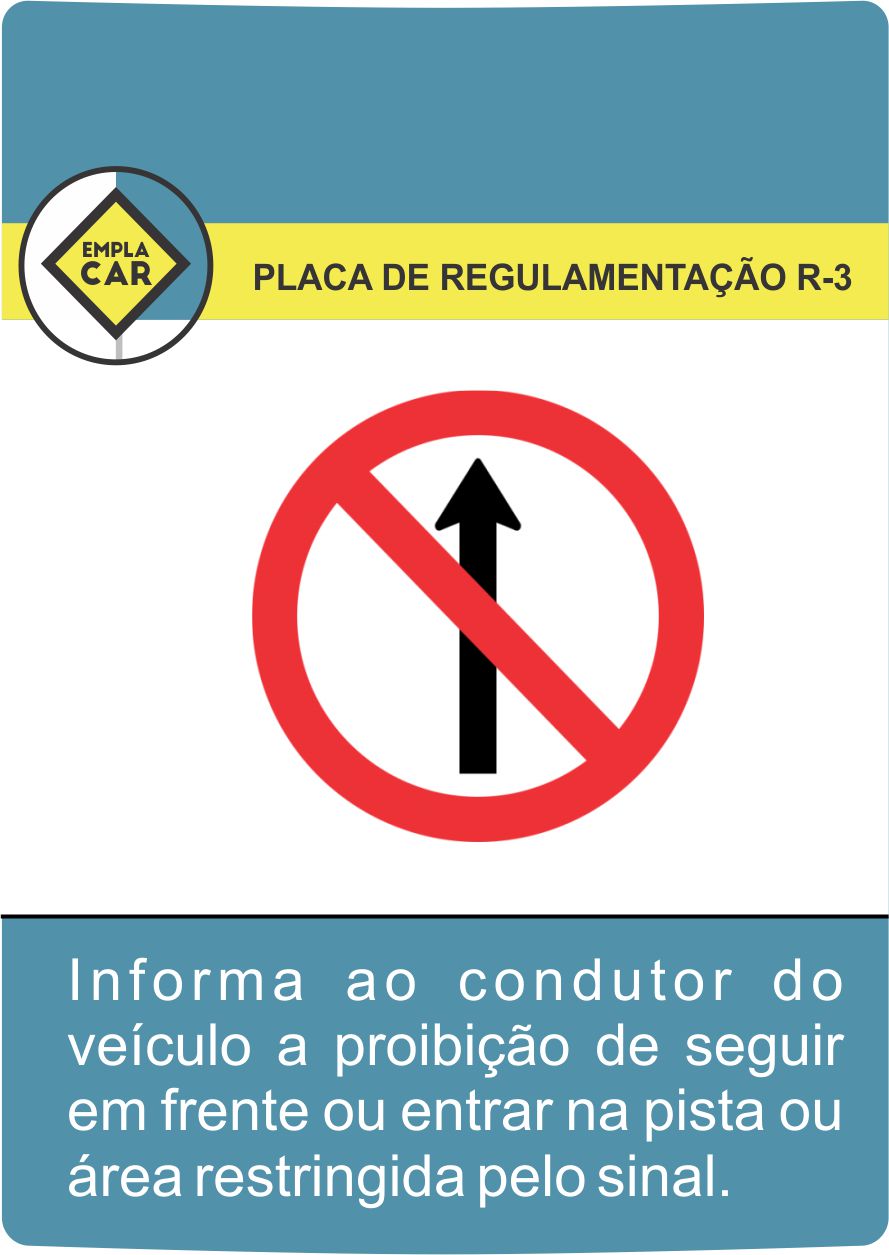 EMPLA
CAR
PLACA DE REGULAMENTAÇÃO R-3
Informa ao condutor do
veículo a proibição de seguir
em frente ou entrar na pista ou
área restringida pelo sinal.